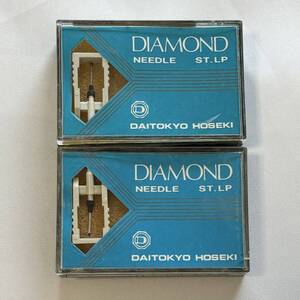 DIAMOND
NEEDLE ST. LP
D
DAITOKYO HOSEKI
DIAMOND
NEEDLE ST. LP
D
DAITOKYO HOSEKI